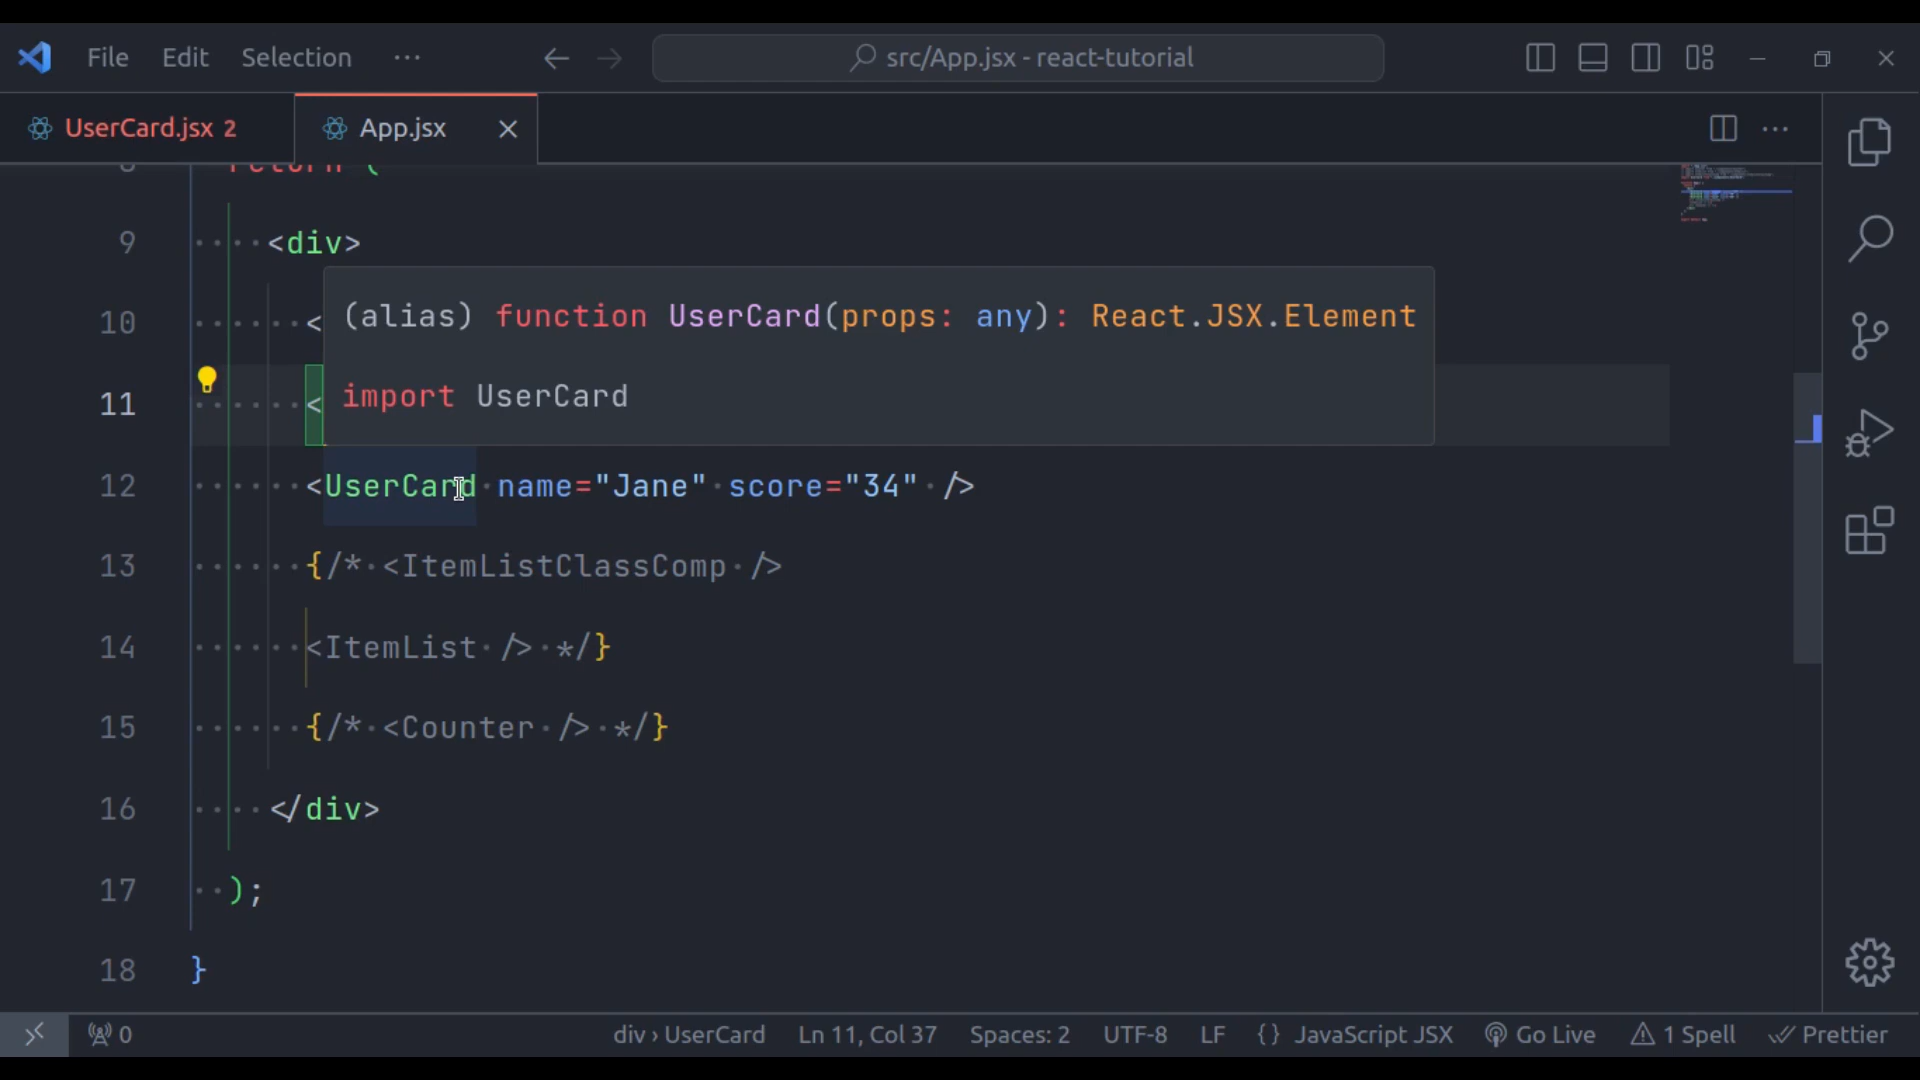 File Edit Selection ··· src/App.jsx - react-tutorial
UserCard.jsx 2 App.jsx
8 return (
9 <div>
10 <
(alias) function UserCard(props: any): React.JSX.Element
11 <
import UserCard
12 <UserCard name="Jane" score="34" />
13 {/* <ItemListClassComp />
14 <ItemList /> */}
15 {/* <Counter /> */}
16 </div>
17 );
18 }
0 div › UserCard Ln 11, Col 37 Spaces: 2 UTF-8 LF {} JavaScript JSX Go Live 1 Spell Prettier